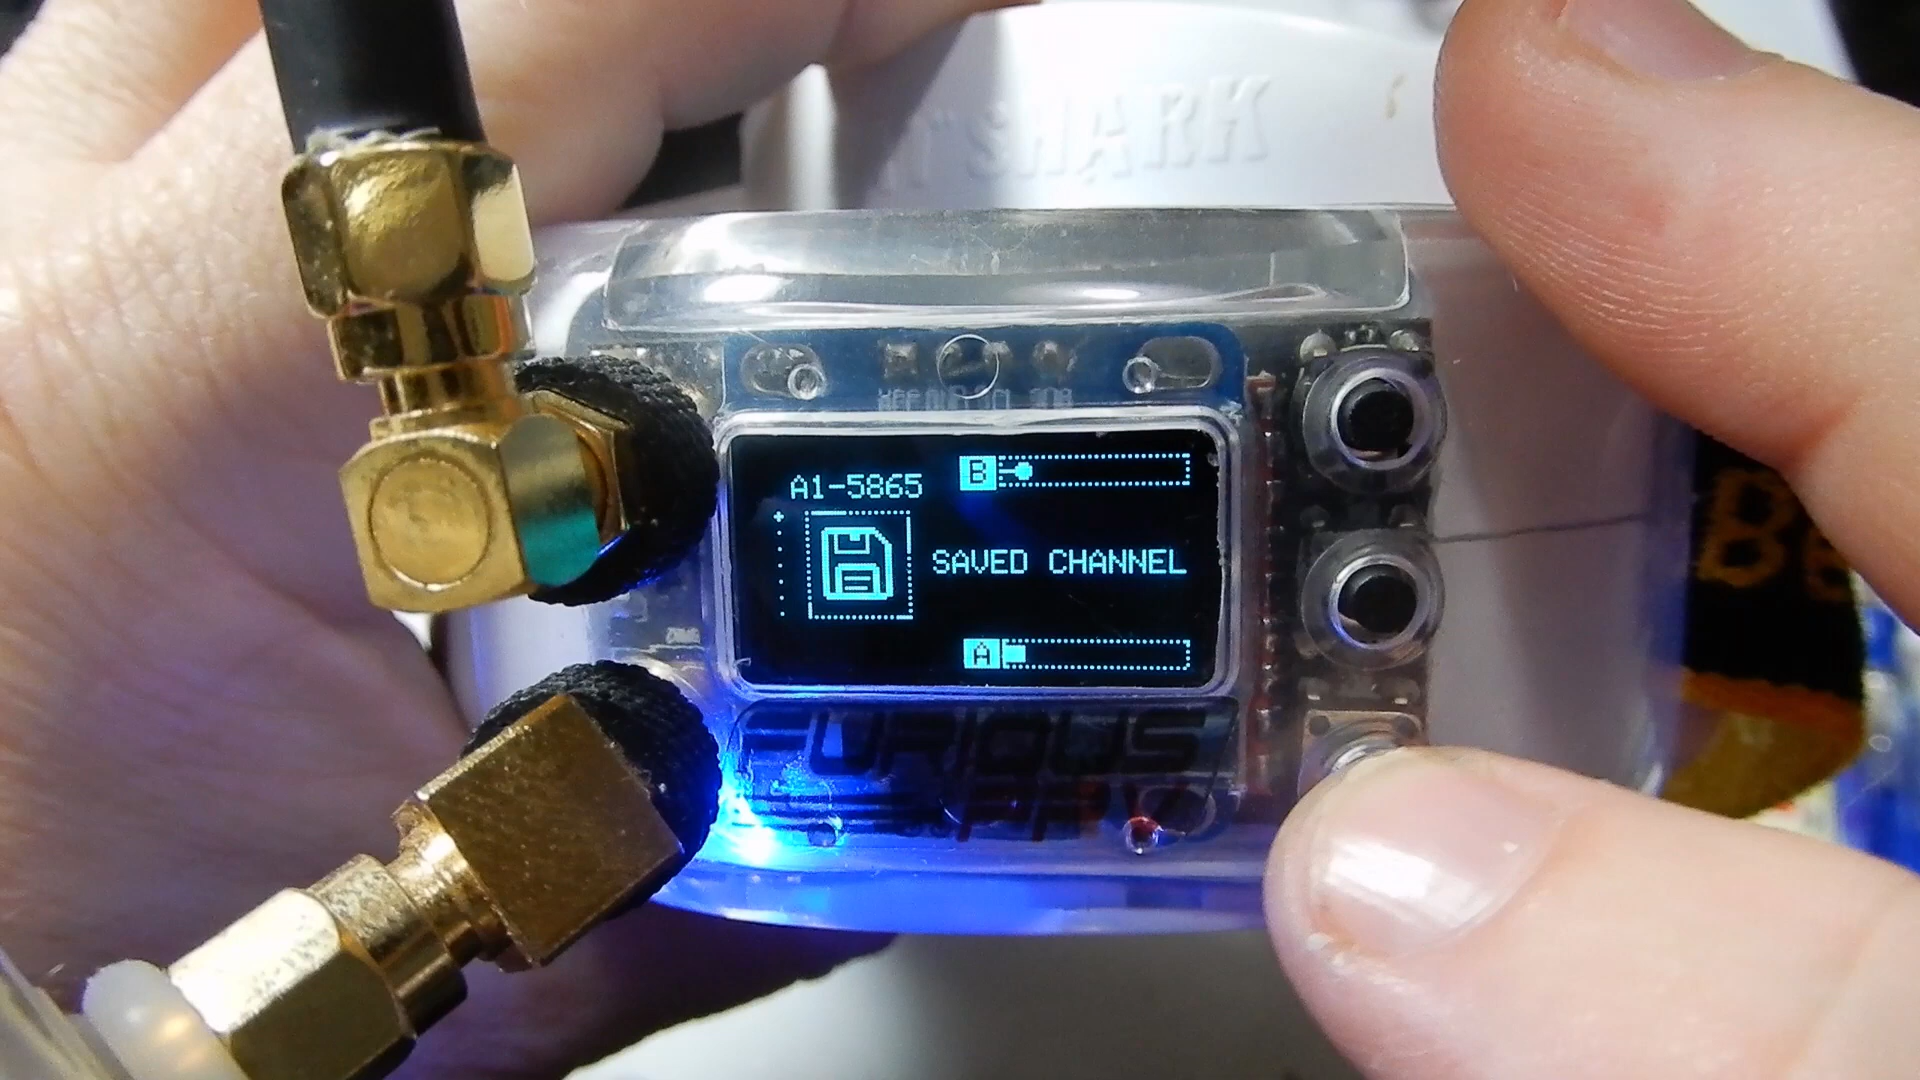 SHARK
B
A1-5865
SAVED CHANNEL
A
FURIOUS
FPV